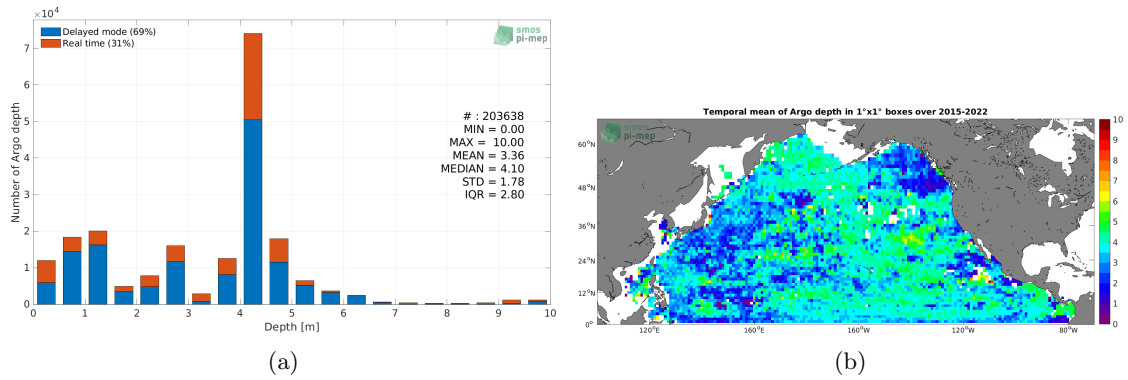 ×10⁴
Delayed mode (69%)
Real time (31%)
smos
pi-mep
7
6
5
4
3
2
1
0
Number of Argo depth
# : 203638
MIN = 0.00
MAX = 10.00
MEAN = 3.36
MEDIAN = 4.10
STD = 1.78
IQR = 2.80
0 1 2 3 4 5 6 7 8 9 10
Depth [m]
(a)
Temporal mean of Argo depth in 1°x1° boxes over 2015-2022
smos
pi-mep
60°N
48°N
36°N
24°N
12°N
0°
120°E 160°E 160°W 120°W 80°W
10
9
8
7
6
5
4
3
2
1
0
(b)